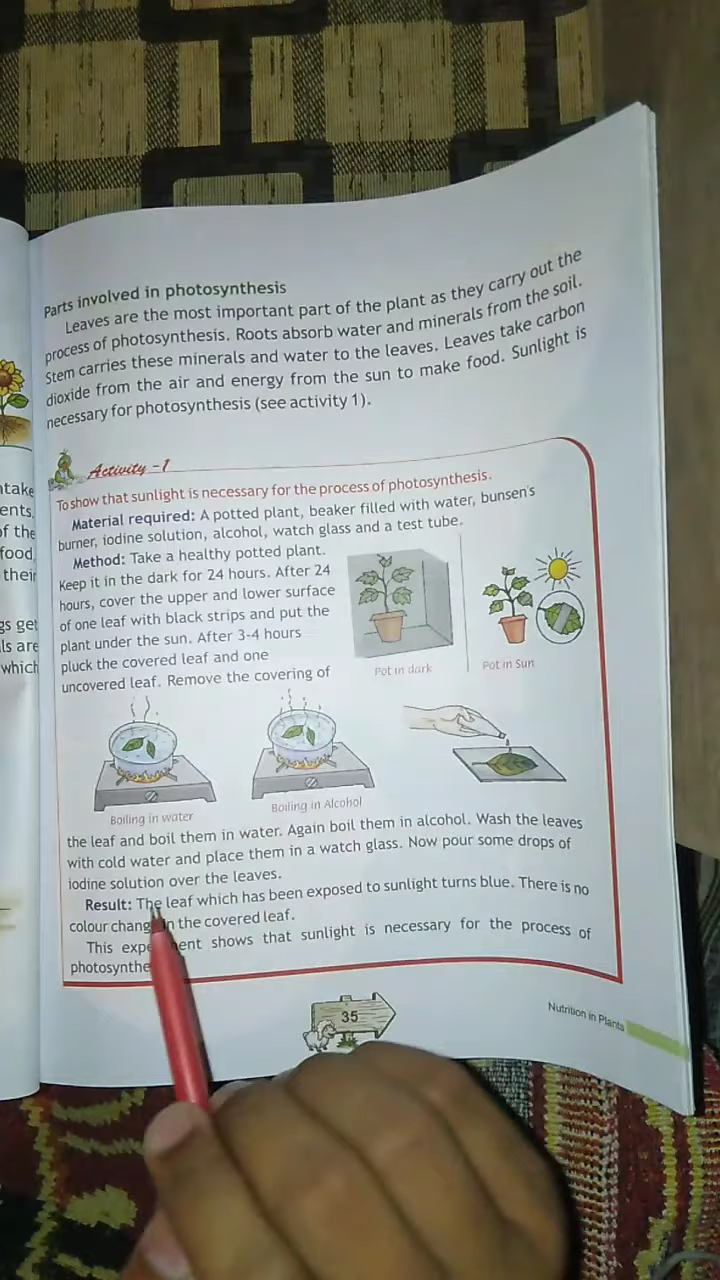 Parts involved in photosynthesis
Leaves are the most important part of the plant as they carry out the
process of photosynthesis. Roots absorb water and minerals from the soil.
Stem carries these minerals and water to the leaves. Leaves take carbon
dioxide from the air and energy from the sun to make food. Sunlight is
necessary for photosynthesis (see activity 1).
Activity -1
To show that sunlight is necessary for the process of photosynthesis.
Material required: A potted plant, beaker filled with water, bunsen's
burner, iodine solution, alcohol, watch glass and a test tube.
Method: Take a healthy potted plant.
Keep it in the dark for 24 hours. After 24
hours, cover the upper and lower surface
of one leaf with black strips and put the
plant under the sun. After 3-4 hours
pluck the covered leaf and one
uncovered leaf. Remove the covering of
Pot in dark
Pot in Sun
Boiling in water
Boiling in Alcohol
the leaf and boil them in water. Again boil them in alcohol. Wash the leaves
with cold water and place them in a watch glass. Now pour some drops of
iodine solution over the leaves.
Result: The leaf which has been exposed to sunlight turns blue. There is no
colour chang in the covered leaf.
This expe ent shows that sunlight is necessary for the process of
photosynthe
35
Nutrition in Plants
of the
food,
their
which